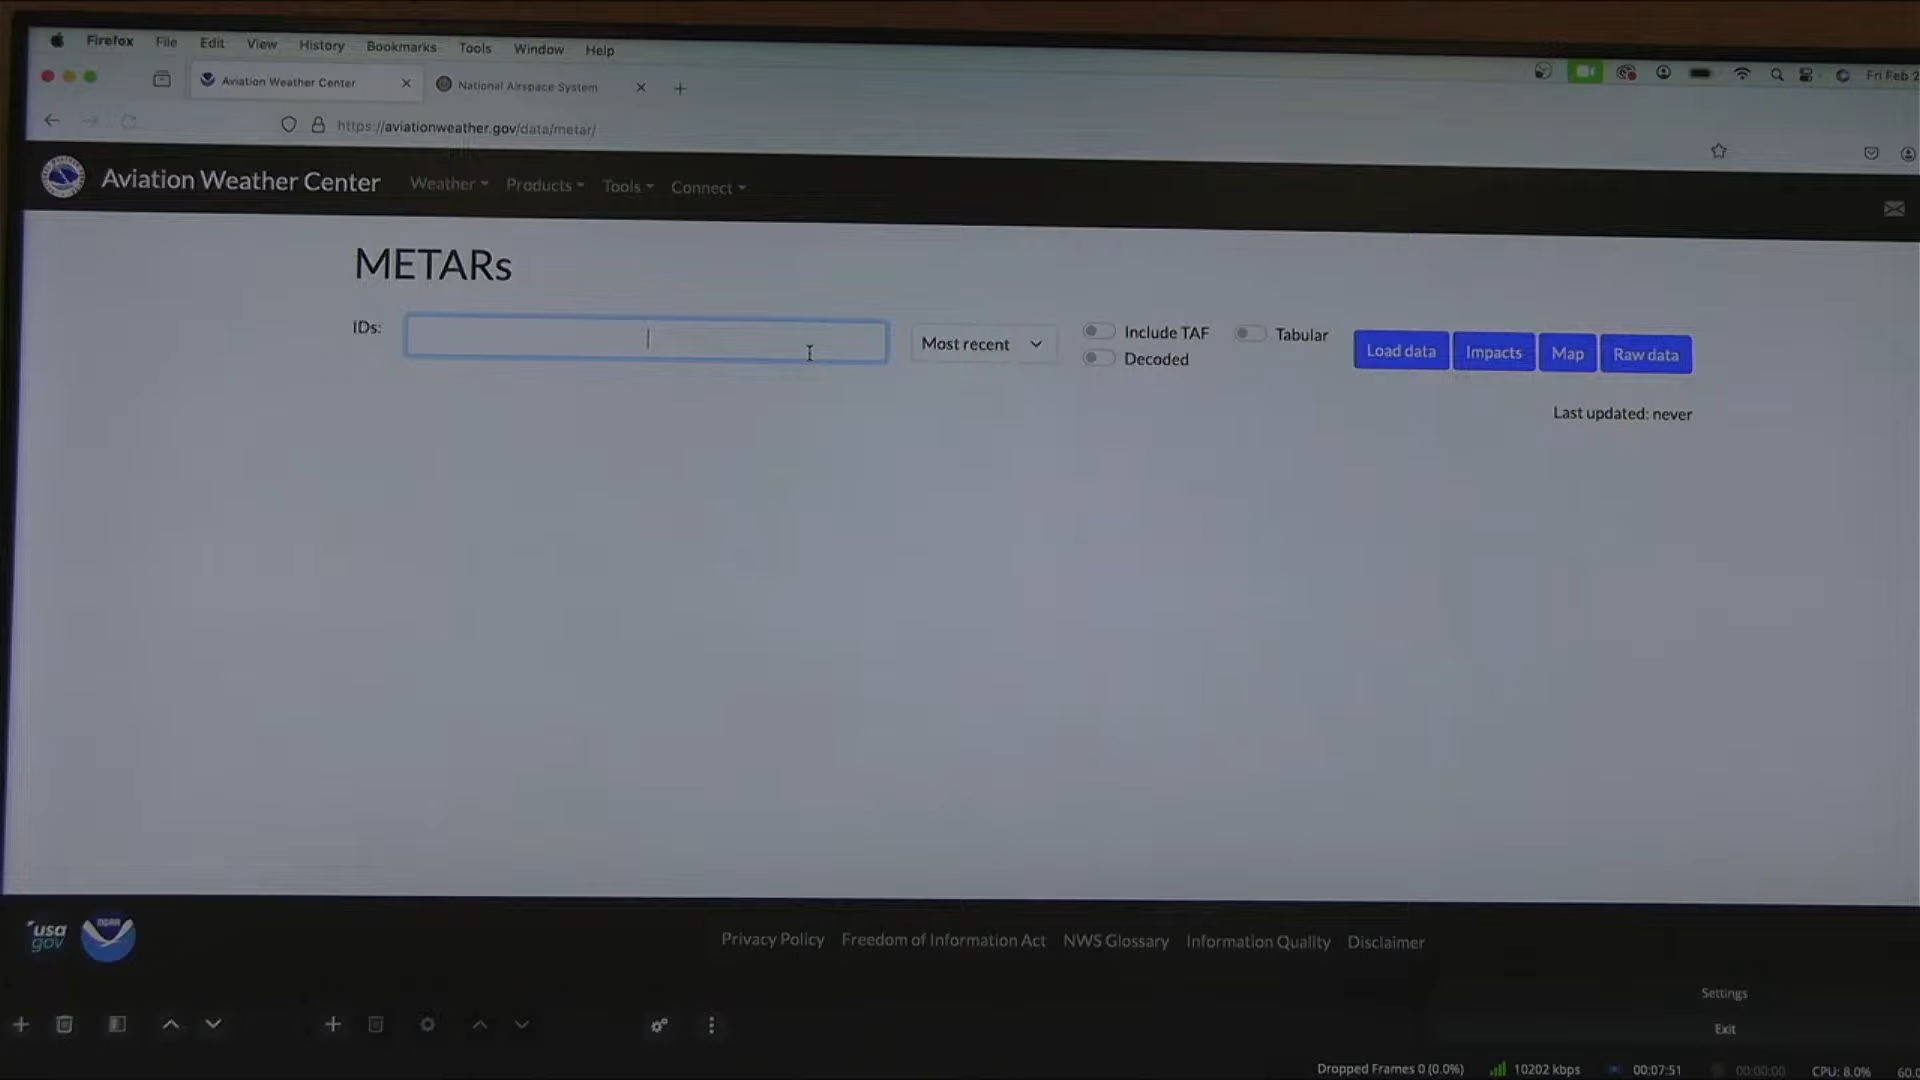 Firefox File Edit View History Bookmarks Tools Window Help
Fri Feb 2
Aviation Weather Center
National Airspace System
https://aviationweather.gov/data/metar/
Aviation Weather Center Weather Products Tools Connect
METARs
IDs:
Most recent
Include TAF
Tabular
Decoded
Load data
Impacts
Map
Raw data
Last updated: never
usa
gov
NOAA
Privacy Policy Freedom of Information Act NWS Glossary Information Quality Disclaimer
Settings
Exit
Dropped Frames 0 (0.0%) 10202 kbps 00:07:51 00:00:00 CPU: 8.0% 60.0